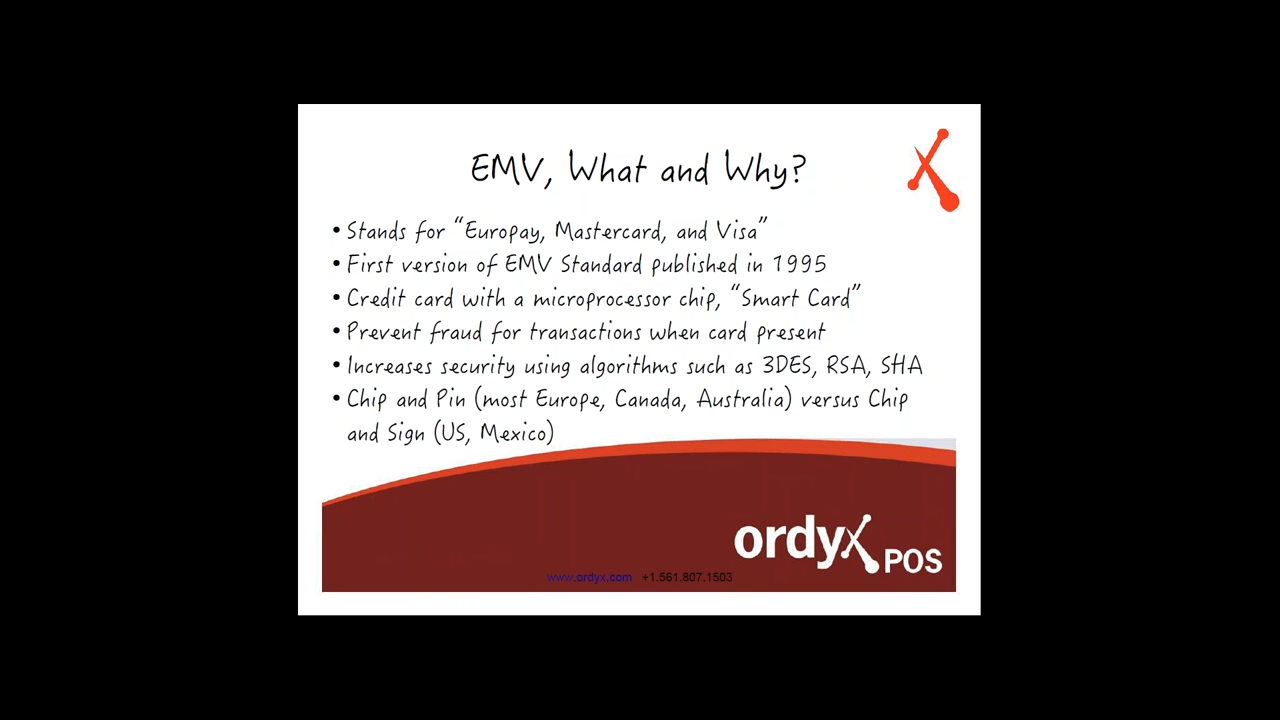 EMV, What and Why?
• Stands for “Europay, Mastercard, and Visa”
• First version of EMV Standard published in 1995
• Credit card with a microprocessor chip, “Smart Card”
• Prevent fraud for transactions when card present
• Increases security using algorithms such as 3DES, RSA, SHA
• Chip and Pin (most Europe, Canada, Australia) versus Chip
and Sign (US, Mexico)
ordyx POS
www.ordyx.com +1.561.807.1503